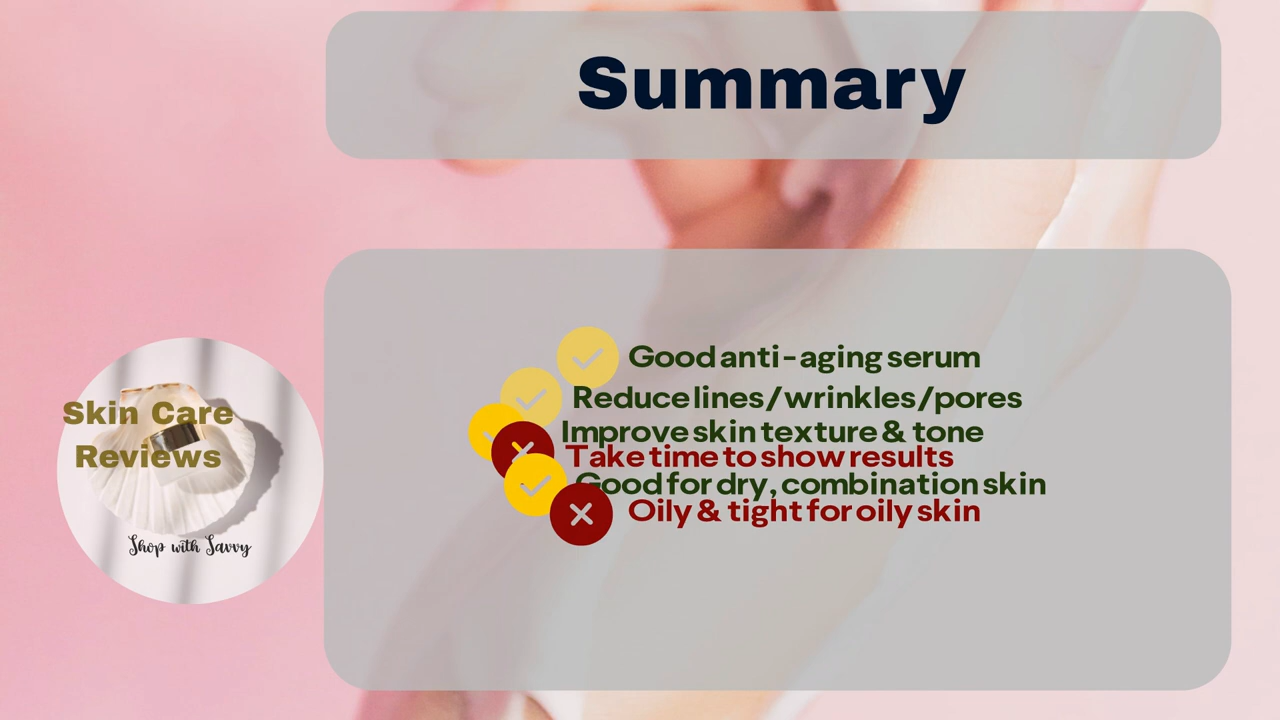 Summary
Good anti-aging serum
Reduce lines/wrinkles/pores
Improve skin texture & tone
Take time to show results
Good for dry, combination skin
Oily & tight for oily skin
Skin Care
Reviews
Shop with Savvy